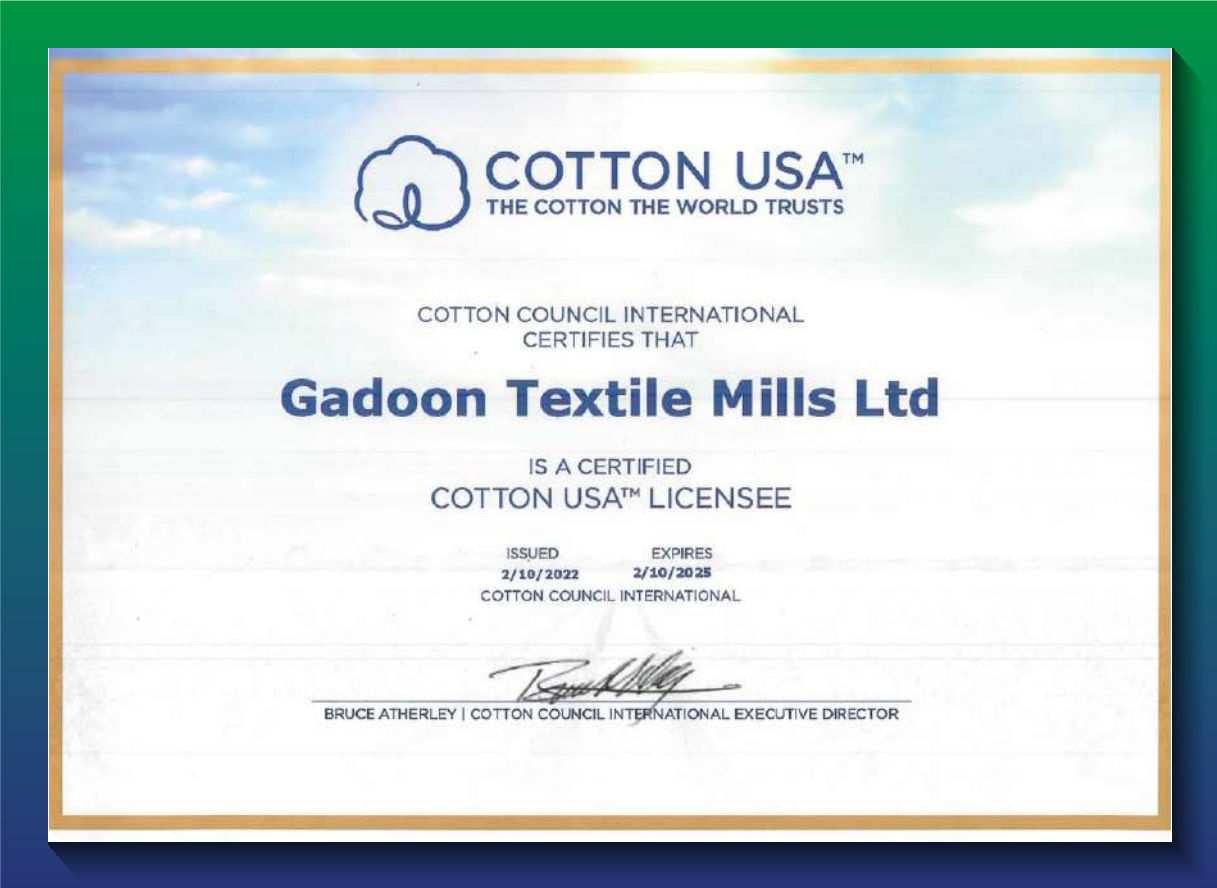 COTTON USA™
THE COTTON THE WORLD TRUSTS
COTTON COUNCIL INTERNATIONAL
CERTIFIES THAT
Gadoon Textile Mills Ltd
IS A CERTIFIED
COTTON USA™ LICENSEE
ISSUED EXPIRES
2/10/2022 2/10/2025
COTTON COUNCIL INTERNATIONAL
BRUCE ATHERLEY | COTTON COUNCIL INTERNATIONAL EXECUTIVE DIRECTOR